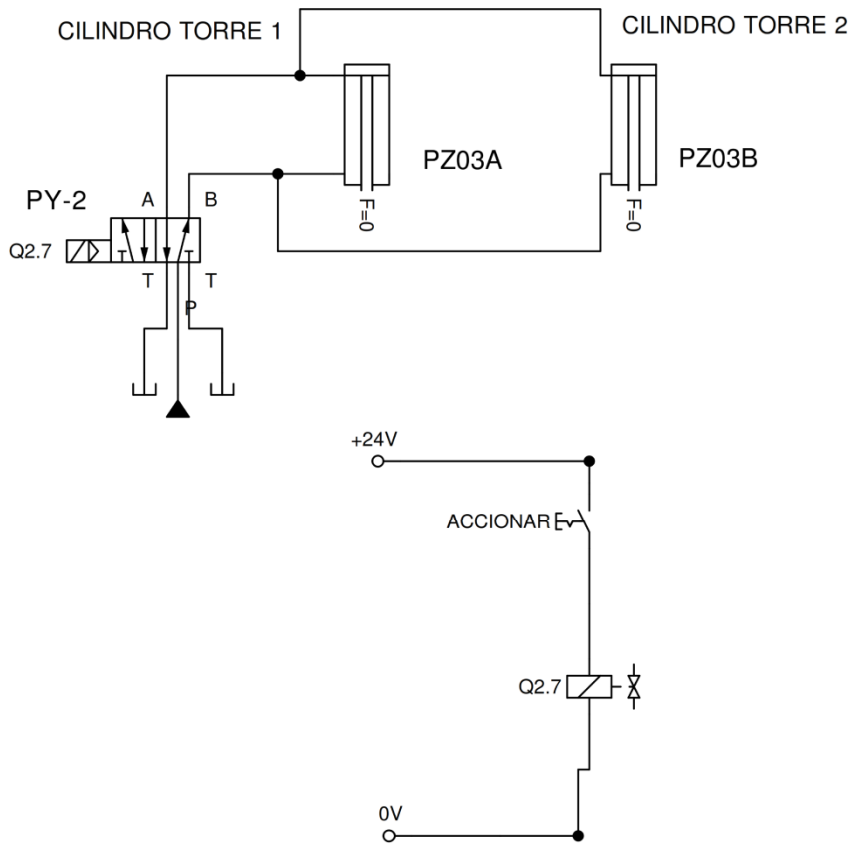 CILINDRO TORRE 1
CILINDRO TORRE 2
PZ03A
PZ03B
PY-2
A
B
F=0
F=0
Q2.7
T
T
P
+24V
ACCIONAR
Q2.7
0V